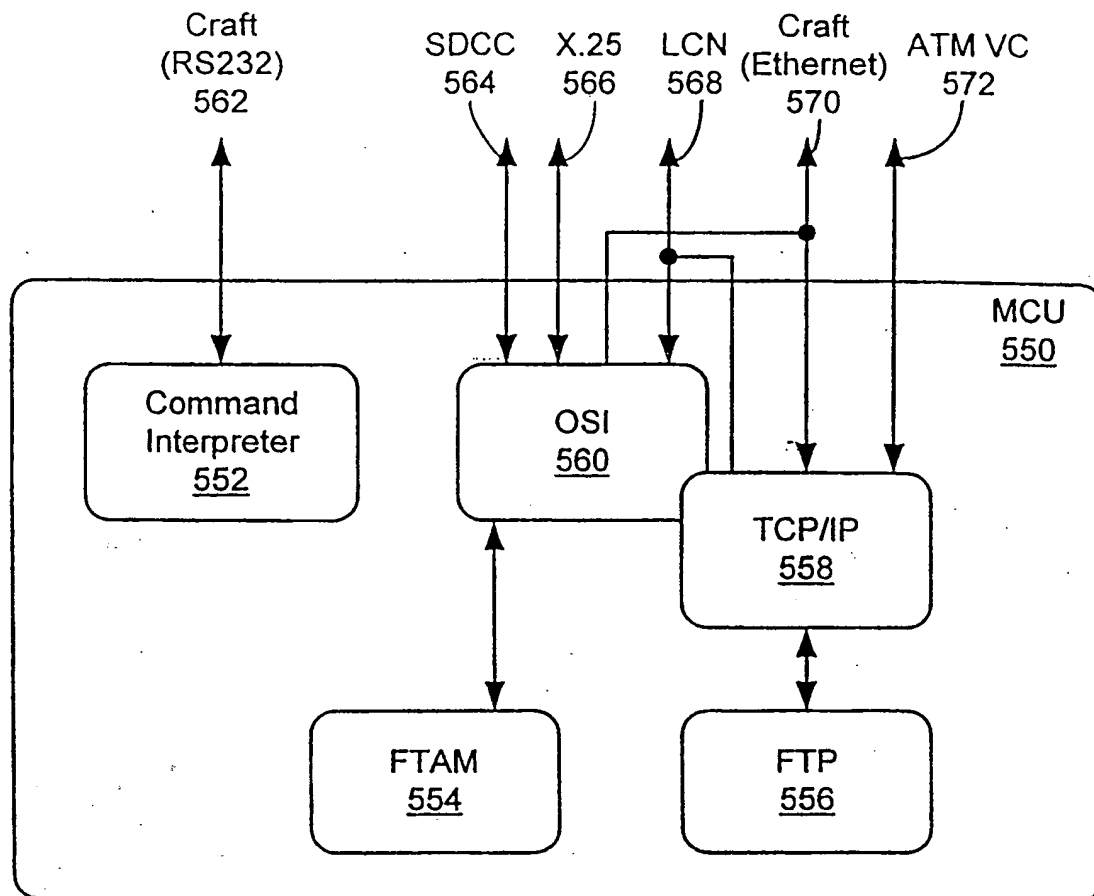 Craft
(RS232)
562
SDCC
564
X.25
566
LCN
568
Craft
(Ethernet)
570
ATM VC
572
MCU
550
Command
Interpreter
552
OSI
560
TCP/IP
558
FTAM
554
FTP
556